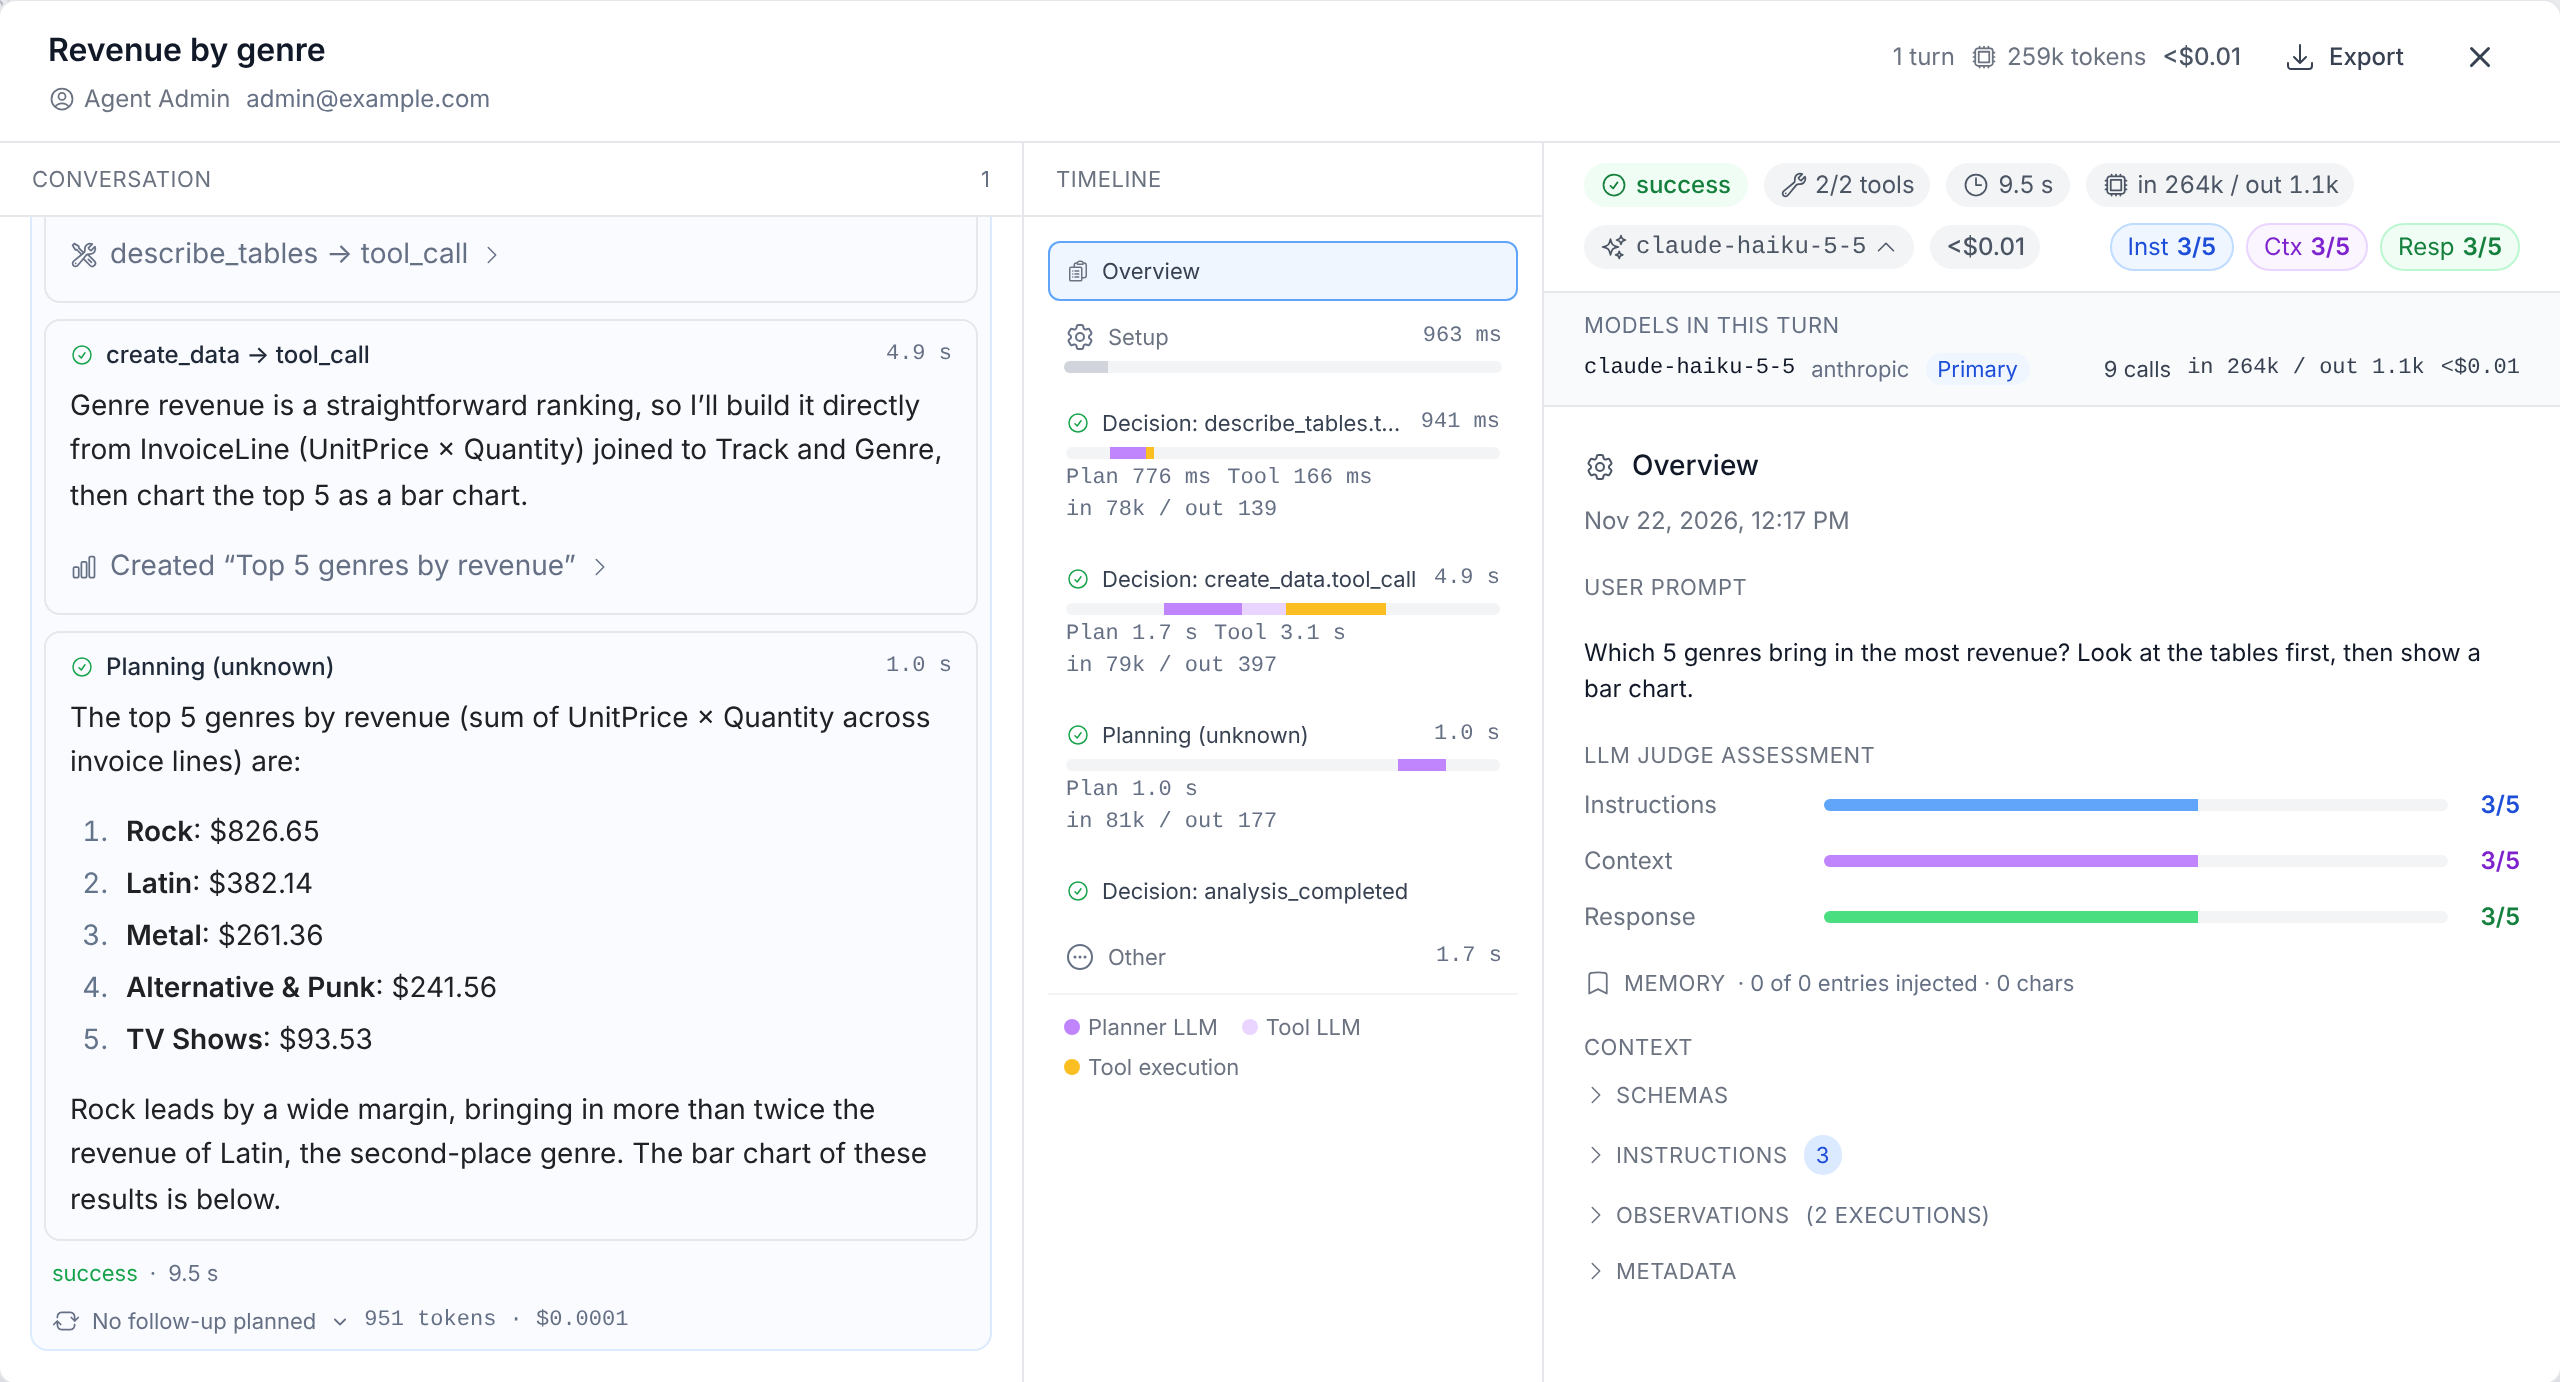 Revenue by genre
Agent Admin admin@example.com
1 turn 259k tokens <$0.01 Export
CONVERSATION 1
describe_tables → tool_call
create_data → tool_call 4.9 s
Genre revenue is a straightforward ranking, so I’ll build it directly
from InvoiceLine (UnitPrice × Quantity) joined to Track and Genre,
then chart the top 5 as a bar chart.
Created “Top 5 genres by revenue”
Planning (unknown) 1.0 s
The top 5 genres by revenue (sum of UnitPrice × Quantity across
invoice lines) are:
1. Rock: $826.65
2. Latin: $382.14
3. Metal: $261.36
4. Alternative & Punk: $241.56
5. TV Shows: $93.53
Rock leads by a wide margin, bringing in more than twice the
revenue of Latin, the second-place genre. The bar chart of these
results is below.
success · 9.5 s
No follow-up planned 951 tokens · $0.0001
TIMELINE
Overview
Setup 963 ms
Decision: describe_tables.t... 941 ms
Plan 776 ms Tool 166 ms
in 78k / out 139
Decision: create_data.tool_call 4.9 s
Plan 1.7 s Tool 3.1 s
in 79k / out 397
Planning (unknown) 1.0 s
Plan 1.0 s
in 81k / out 177
Decision: analysis_completed
Other 1.7 s
Planner LLM Tool LLM
Tool execution
success 2/2 tools 9.5 s in 264k / out 1.1k
claude-haiku-5-5 <$0.01 Inst 3/5 Ctx 3/5 Resp 3/5
MODELS IN THIS TURN
claude-haiku-5-5 anthropic Primary 9 calls in 264k / out 1.1k <$0.01
Overview
Nov 22, 2026, 12:17 PM
USER PROMPT
Which 5 genres bring in the most revenue? Look at the tables first, then show a
bar chart.
LLM JUDGE ASSESSMENT
Instructions 3/5
Context 3/5
Response 3/5
MEMORY · 0 of 0 entries injected · 0 chars
CONTEXT
SCHEMAS
INSTRUCTIONS 3
OBSERVATIONS (2 EXECUTIONS)
METADATA